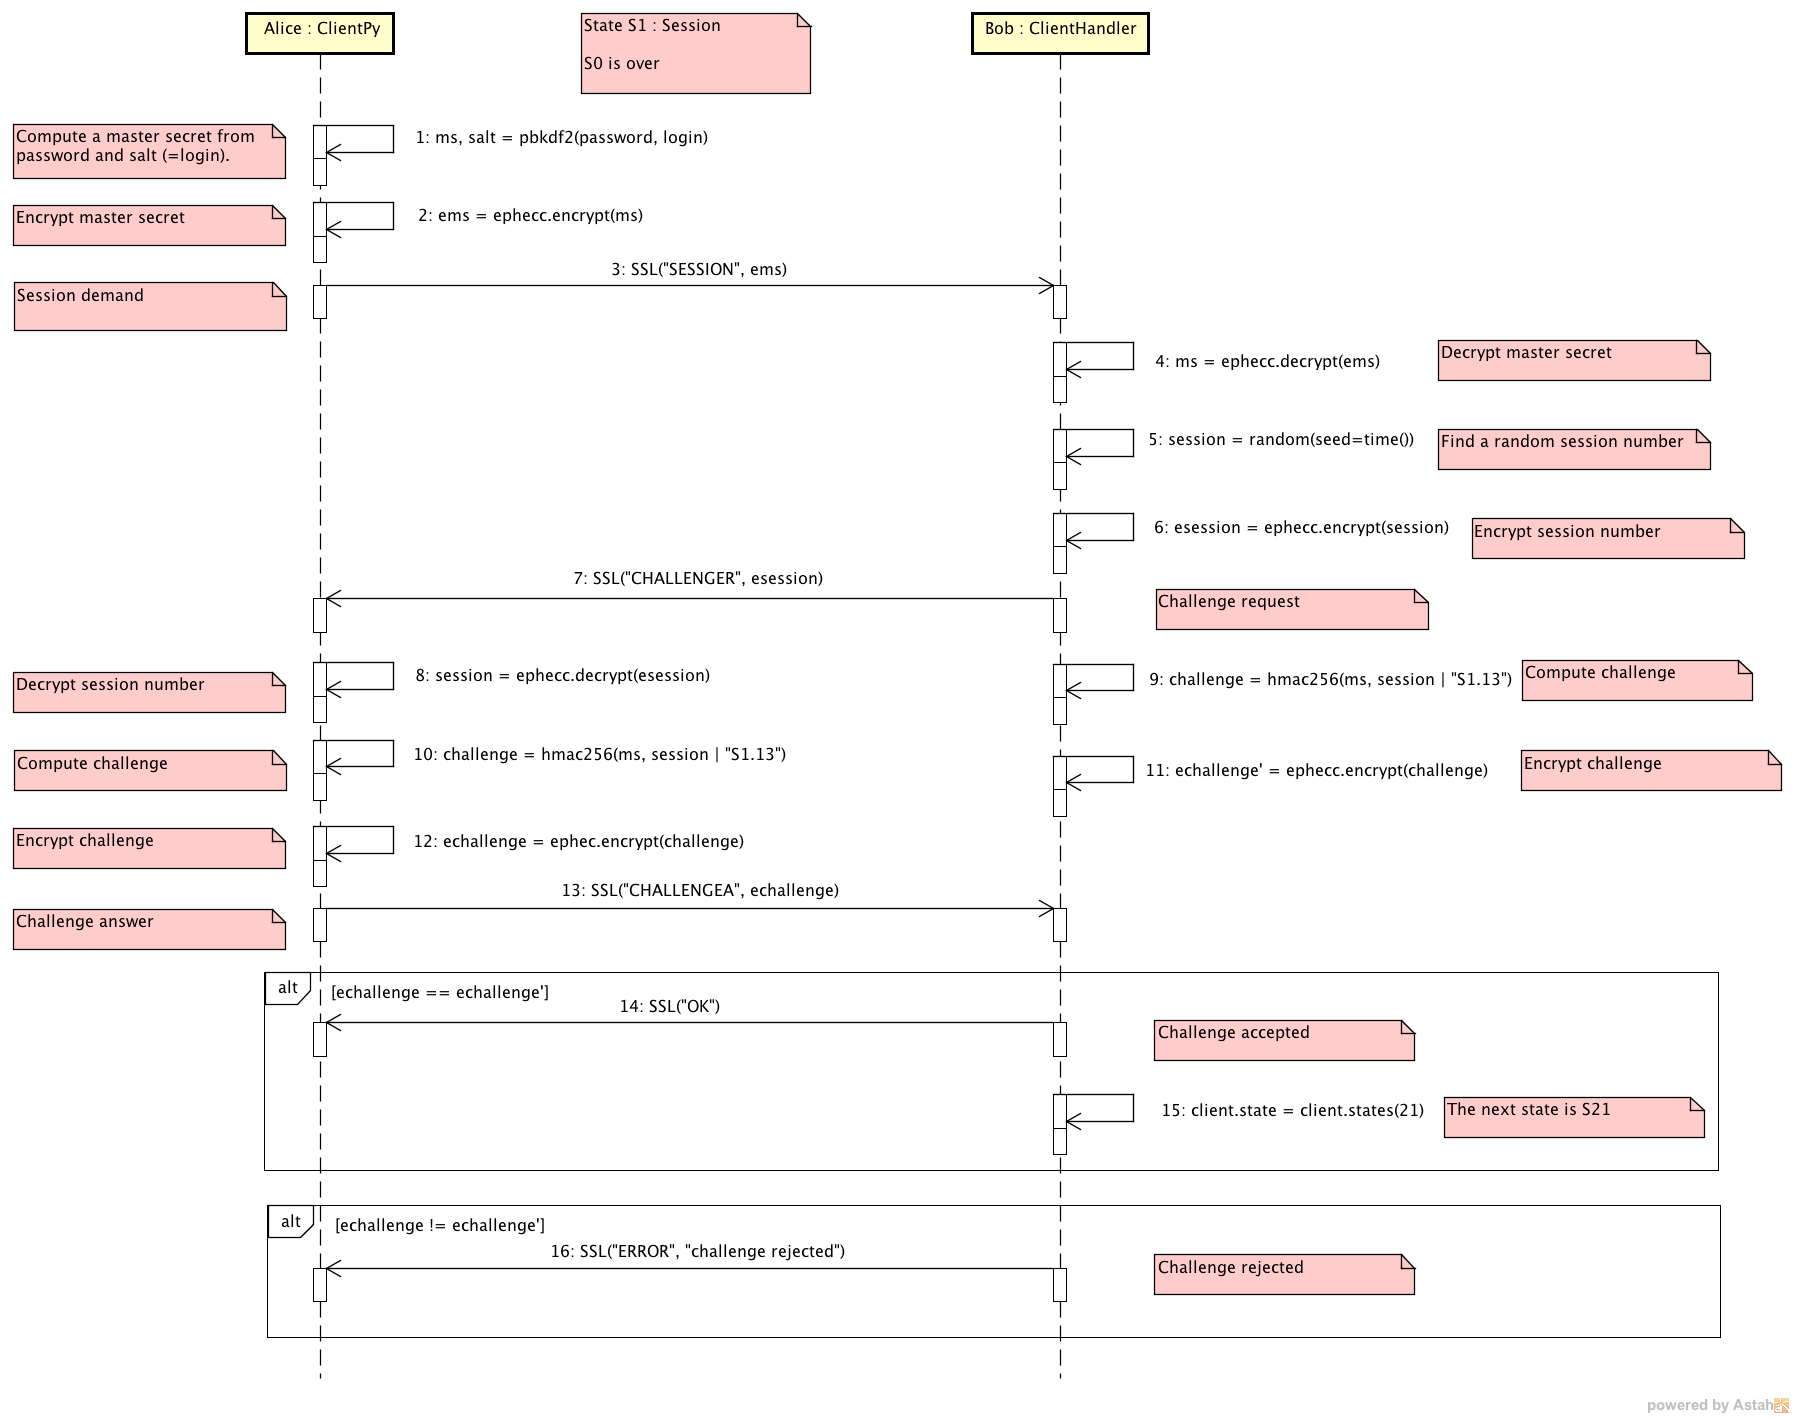 Alice : ClientPy
State S1 : Session
S0 is over
Bob : ClientHandler
Compute a master secret from
password and salt (=login).
1: ms, salt = pbkdf2(password, login)
Encrypt master secret
2: ems = ephecc.encrypt(ms)
3: SSL("SESSION", ems)
Session demand
4: ms = ephecc.decrypt(ems)
Decrypt master secret
5: session = random(seed=time())
Find a random session number
6: esession = ephecc.encrypt(session)
Encrypt session number
7: SSL("CHALLENGER", esession)
Challenge request
Decrypt session number
8: session = ephecc.decrypt(esession)
9: challenge = hmac256(ms, session | "S1.13")
Compute challenge
Compute challenge
10: challenge = hmac256(ms, session | "S1.13")
11: echallenge' = ephecc.encrypt(challenge)
Encrypt challenge
Encrypt challenge
12: echallenge = ephec.encrypt(challenge)
13: SSL("CHALLENGEA", echallenge)
Challenge answer
alt
[echallenge == echallenge']
14: SSL("OK")
Challenge accepted
15: client.state = client.states(21)
The next state is S21
alt
[echallenge != echallenge']
16: SSL("ERROR", "challenge rejected")
Challenge rejected
powered by Astah